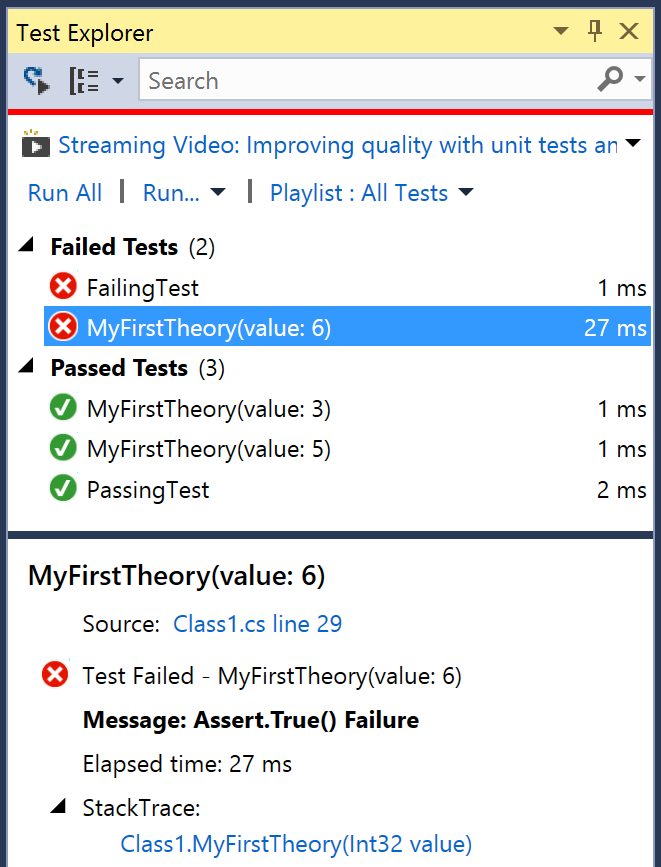 Test Explorer
Search
Streaming Video: Improving quality with unit tests an
Run All | Run... | Playlist : All Tests
Failed Tests (2)
FailingTest 1 ms
MyFirstTheory(value: 6) 27 ms
Passed Tests (3)
MyFirstTheory(value: 3) 1 ms
MyFirstTheory(value: 5) 1 ms
PassingTest 2 ms
MyFirstTheory(value: 6)
Source: Class1.cs line 29
Test Failed - MyFirstTheory(value: 6)
Message: Assert.True() Failure
Elapsed time: 27 ms
StackTrace:
Class1.MyFirstTheory(Int32 value)